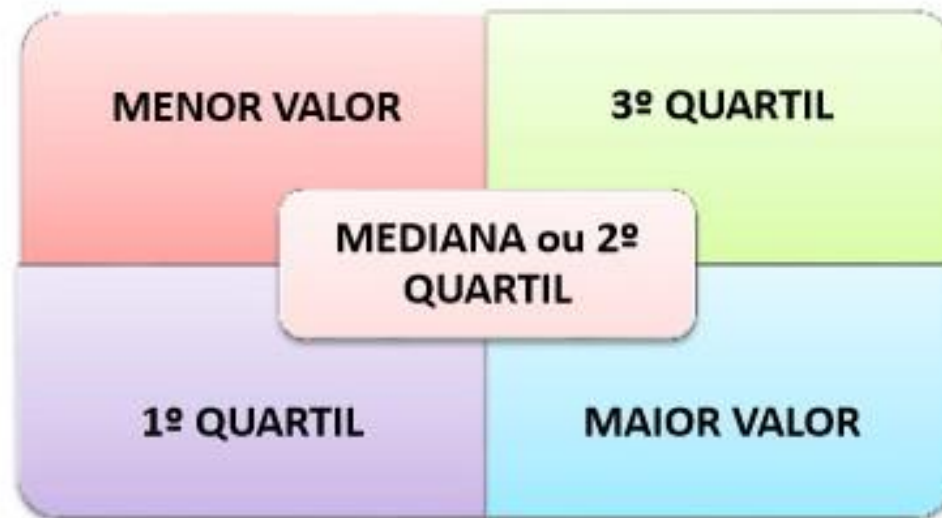 MENOR VALOR
3º QUARTIL
MEDIANA ou 2º
QUARTIL
1º QUARTIL
MAIOR VALOR